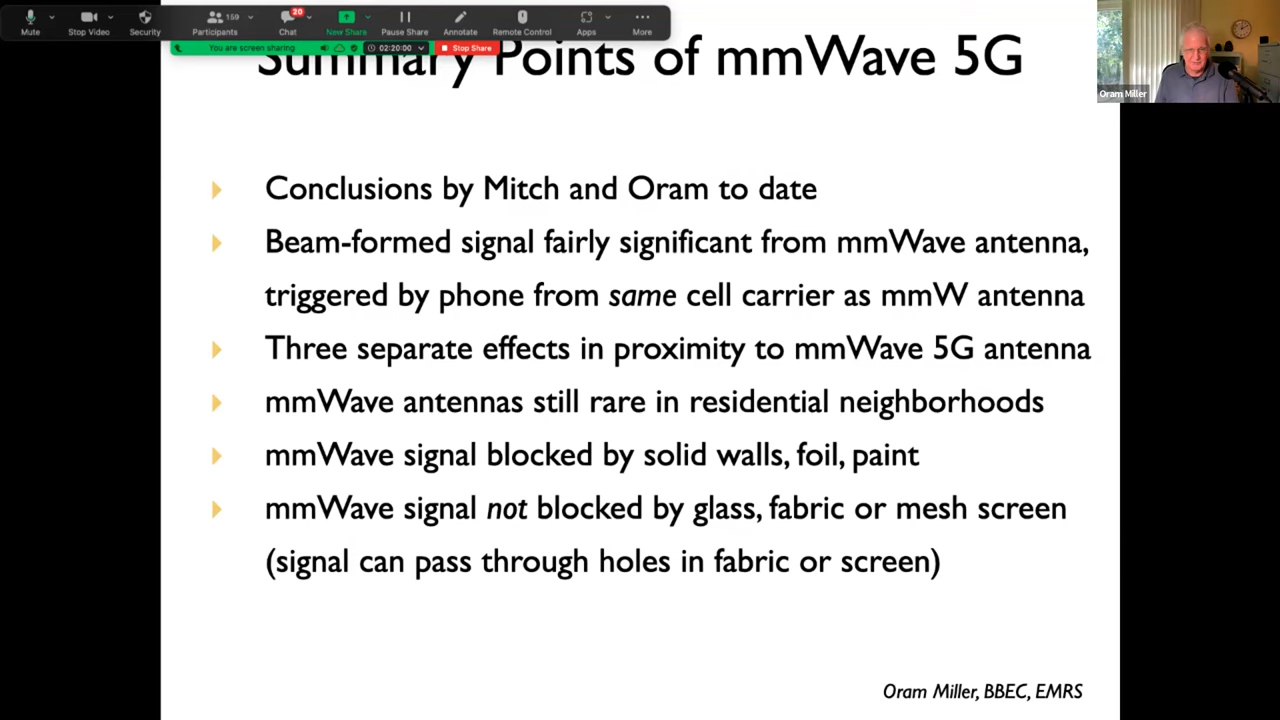 159
20
Mute
Stop Video
Security
Participants
Chat
New Share
Pause Share
Annotate
Remote Control
Apps
More
You are screen sharing
02:20:00
Stop Share
Oram Miller
Summary Points of mmWave 5G
Conclusions by Mitch and Oram to date
Beam-formed signal fairly significant from mmWave antenna,
triggered by phone from same cell carrier as mmW antenna
Three separate effects in proximity to mmWave 5G antenna
mmWave antennas still rare in residential neighborhoods
mmWave signal blocked by solid walls, foil, paint
mmWave signal not blocked by glass, fabric or mesh screen
(signal can pass through holes in fabric or screen)
Oram Miller, BBEC, EMRS